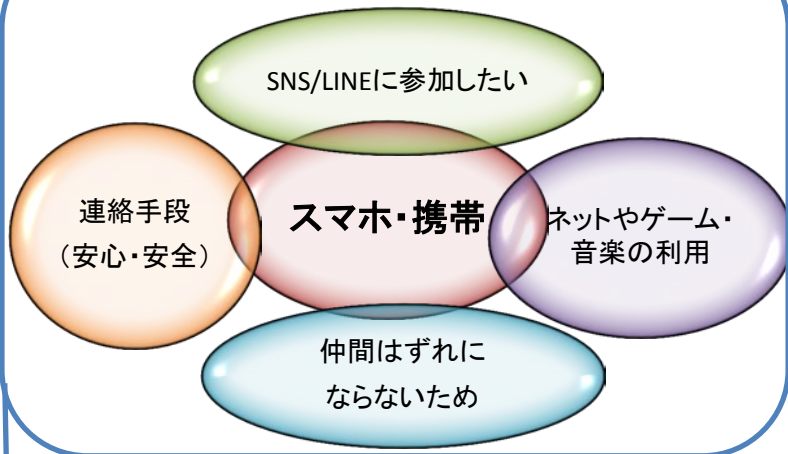 SNS/LINEに参加したい
連絡手段
（安心・安全）
スマホ・携帯
ネットやゲーム・
音楽の利用
仲間はずれに
ならないため